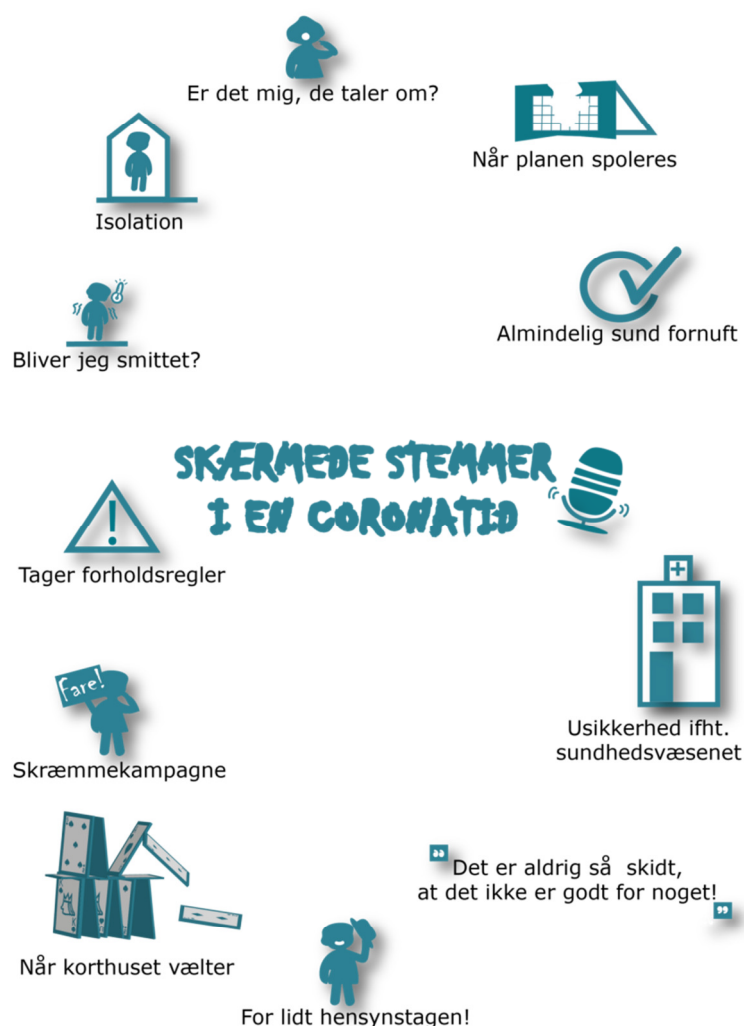 Er det mig, de taler om?
Når planen spoleres
Isolation
Almindelig sund fornuft
Bliver jeg smittet?
SKÆRMEDE STEMMER
I EN CORONATID
Tager forholdsregler
Fare!
Skræmmekampagne
Usikkerhed ifht.
sundhedsvæsenet
“Det er aldrig så skidt,
at det ikke er godt for noget!”
Når korthuset vælter
For lidt hensynstagen!